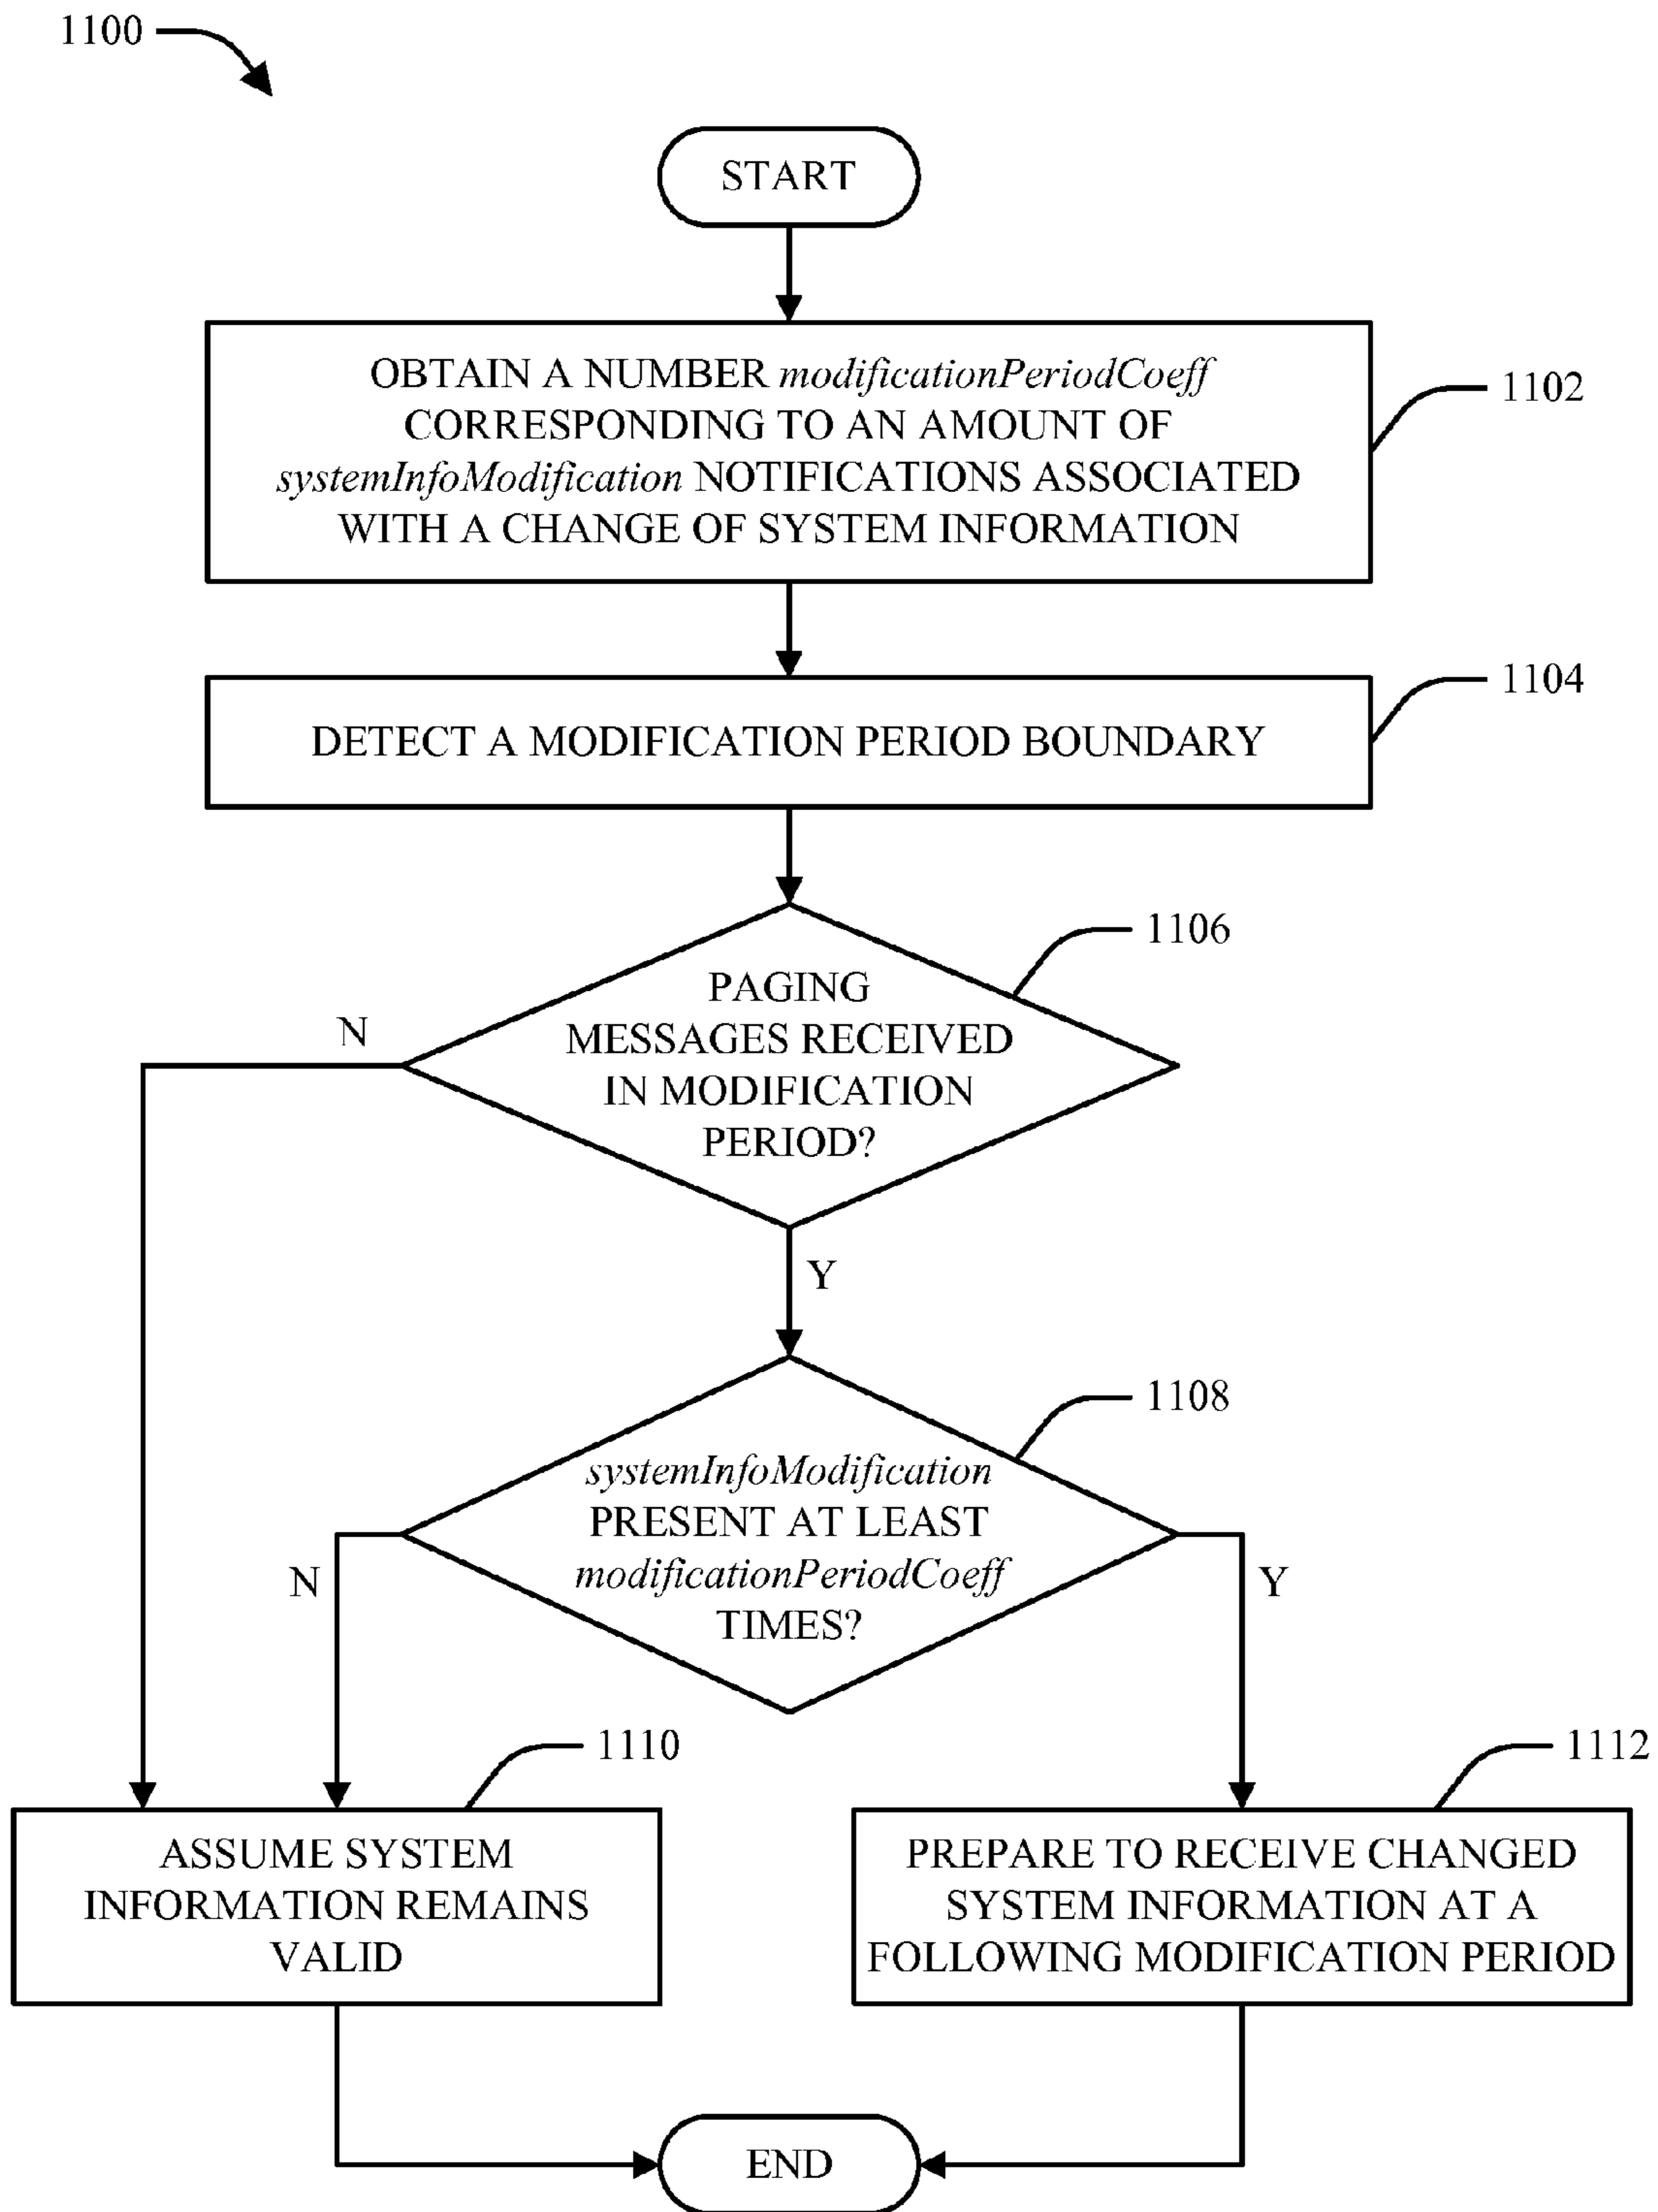 1100
START
OBTAIN A NUMBER modificationPeriodCoeff
CORRESPONDING TO AN AMOUNT OF
systemInfoModification NOTIFICATIONS ASSOCIATED
WITH A CHANGE OF SYSTEM INFORMATION
1102
DETECT A MODIFICATION PERIOD BOUNDARY
1104
PAGING
MESSAGES RECEIVED
IN MODIFICATION
PERIOD?
1106
N
Y
systemInfoModification
PRESENT AT LEAST
modificationPeriodCoeff
TIMES?
1108
N
Y
1110
ASSUME SYSTEM
INFORMATION REMAINS
VALID
1112
PREPARE TO RECEIVE CHANGED
SYSTEM INFORMATION AT A
FOLLOWING MODIFICATION PERIOD
END